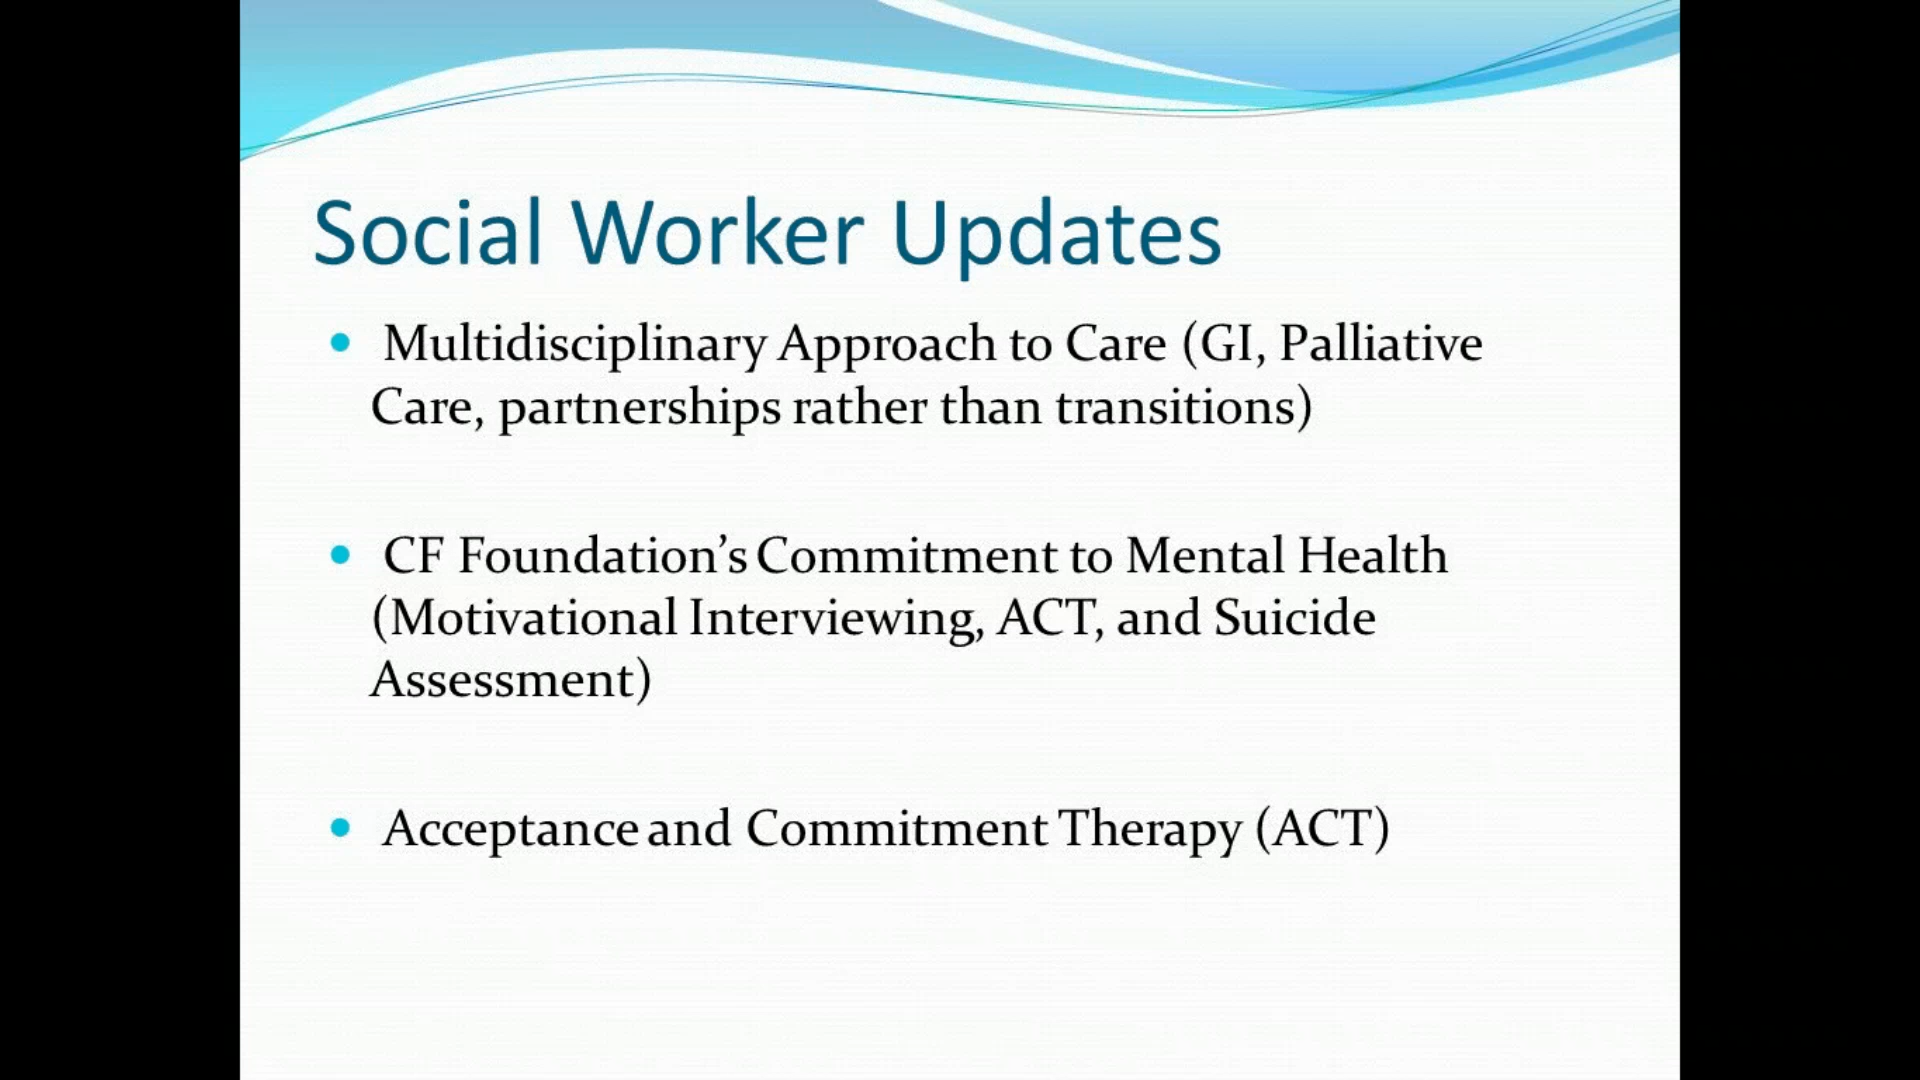 Social Worker Updates
• Multidisciplinary Approach to Care (GI, Palliative
Care, partnerships rather than transitions)
• CF Foundation’s Commitment to Mental Health
(Motivational Interviewing, ACT, and Suicide
Assessment)
• Acceptance and Commitment Therapy (ACT)